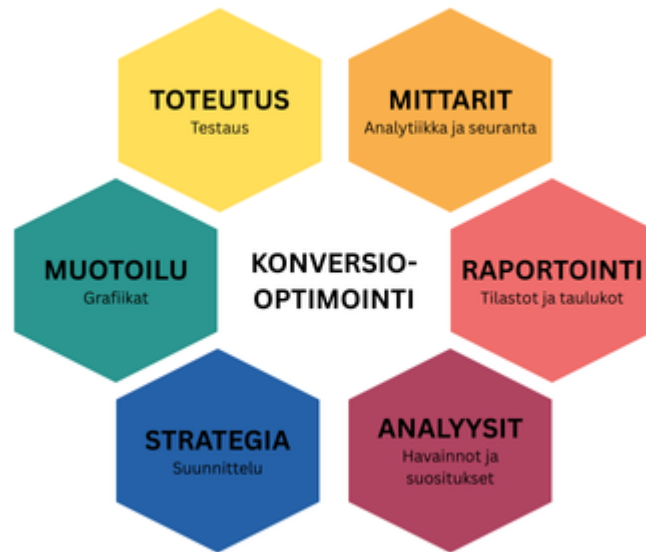 TOTEUTUS
Testaus
MITTARIT
Analytiikka ja seuranta
MUOTOILU
Grafiikat
KONVERSIO-
OPTIMOINTI
RAPORTOINTI
Tilastot ja taulukot
STRATEGIA
Suunnittelu
ANALYYSIT
Havainnot ja
suositukset